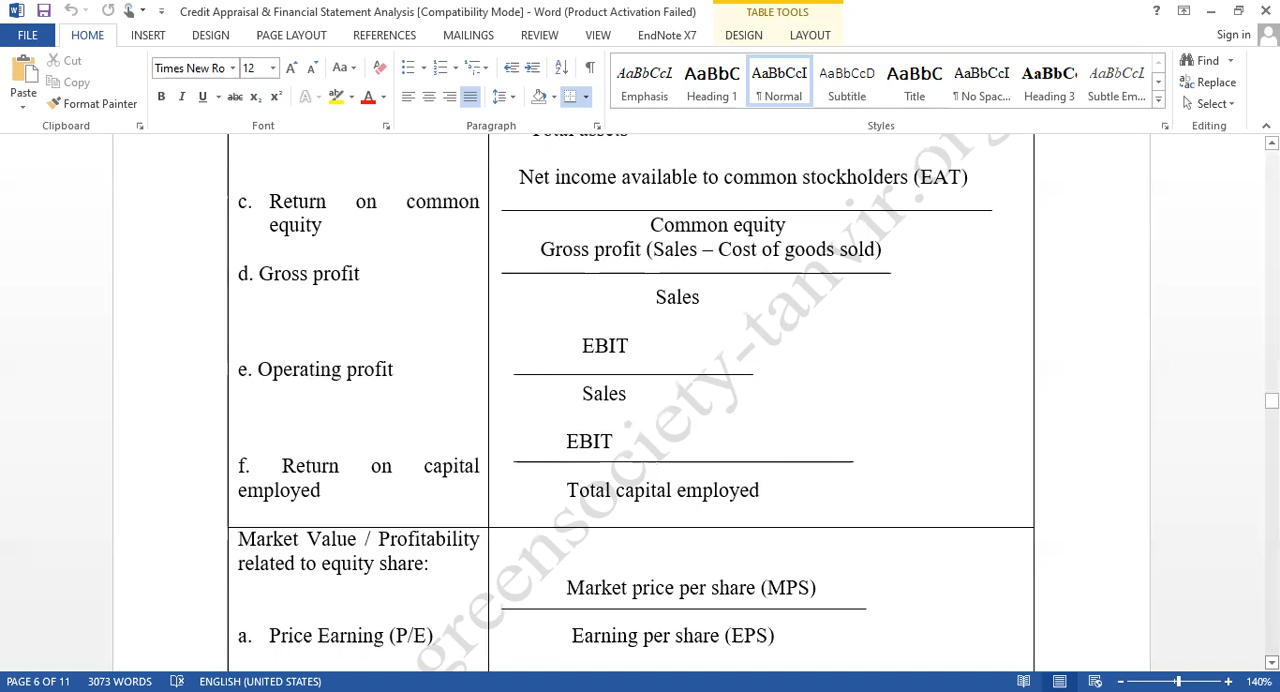 Credit Appraisal & Financial Statement Analysis [Compatibility Mode] - Word (Product Activation Failed)
TABLE TOOLS
FILE HOME INSERT DESIGN PAGE LAYOUT REFERENCES MAILINGS REVIEW VIEW EndNote X7 DESIGN LAYOUT Sign in
Paste
Cut
Copy
Format Painter
Clipboard
Times New Ro 12
Font
Paragraph
AaBbCcI AaBbC AaBbCcI AaBbCcD AaBbC AaBbCcI AaBbC AaBbCcI
Emphasis Heading 1 ¶ Normal Subtitle Title ¶ No Spac... Heading 3 Subtle Em...
Styles
Find
Replace
Select
Editing
Total assets
Net income available to common stockholders (EAT)
c. Return on common
equity
Common equity
Gross profit (Sales – Cost of goods sold)
d. Gross profit
Sales
EBIT
e. Operating profit
Sales
EBIT
f. Return on capital
employed
Total capital employed
Market Value / Profitability
related to equity share:
Market price per share (MPS)
a. Price Earning (P/E)
Earning per share (EPS)
greensociety-tanvir.org
PAGE 6 OF 11 3073 WORDS ENGLISH (UNITED STATES) 140%